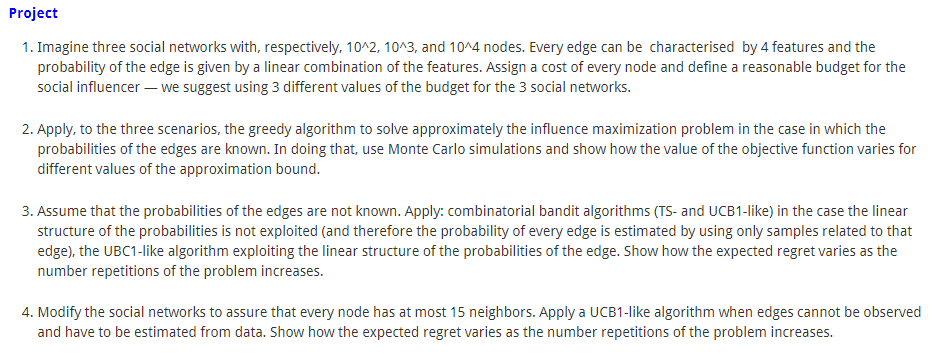 Project
1. Imagine three social networks with, respectively, 10^2, 10^3, and 10^4 nodes. Every edge can be characterised by 4 features and the
probability of the edge is given by a linear combination of the features. Assign a cost of every node and define a reasonable budget for the
social influencer — we suggest using 3 different values of the budget for the 3 social networks.
2. Apply, to the three scenarios, the greedy algorithm to solve approximately the influence maximization problem in the case in which the
probabilities of the edges are known. In doing that, use Monte Carlo simulations and show how the value of the objective function varies for
different values of the approximation bound.
3. Assume that the probabilities of the edges are not known. Apply: combinatorial bandit algorithms (TS- and UCB1-like) in the case the linear
structure of the probabilities is not exploited (and therefore the probability of every edge is estimated by using only samples related to that
edge), the UBC1-like algorithm exploiting the linear structure of the probabilities of the edge. Show how the expected regret varies as the
number repetitions of the problem increases.
4. Modify the social networks to assure that every node has at most 15 neighbors. Apply a UCB1-like algorithm when edges cannot be observed
and have to be estimated from data. Show how the expected regret varies as the number repetitions of the problem increases.